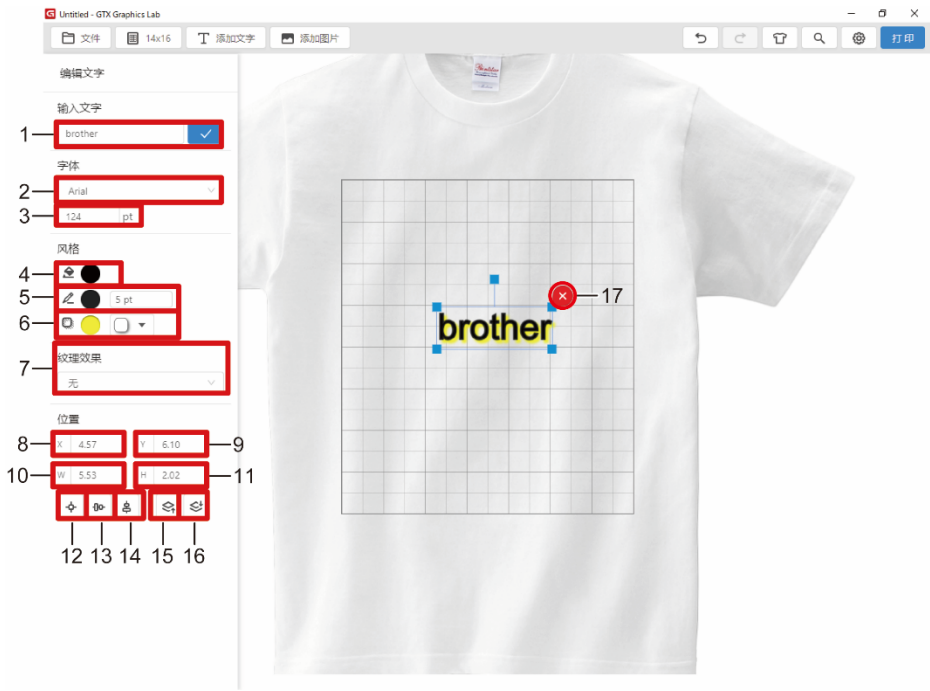 Untitled - GTX Graphics Lab
文件 14x16 添加文字 添加图片 打印
编辑文字
输入文字
1 brother
字体
2 Arial
3 124 pt
风格
4
5 5 pt
6
纹理效果
7
无
位置
8 X 4.57 Y 6.10 9
10 W 5.53 H 2.02 11
12 13 14 15 16
brother
17